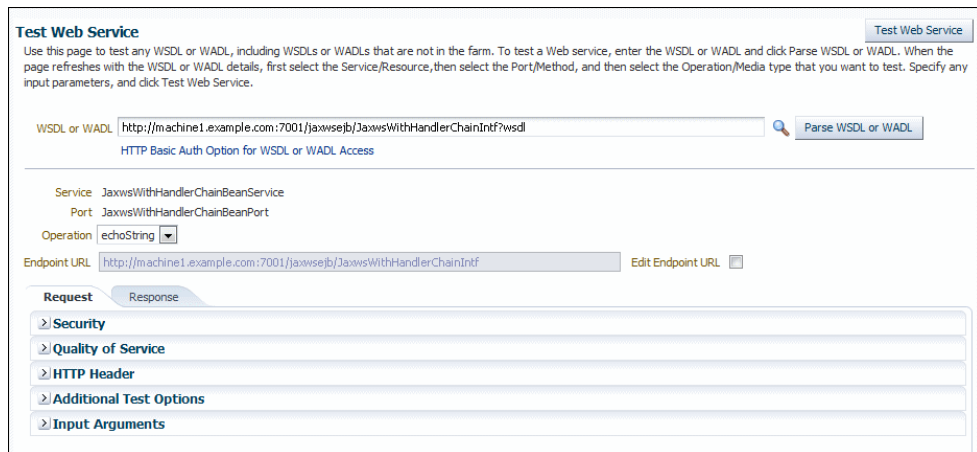 Test Web Service
Test Web Service
Use this page to test any WSDL or WADL, including WSDLs or WADLs that are not in the farm. To test a Web service, enter the WSDL or WADL and click Parse WSDL or WADL. When the
page refreshes with the WSDL or WADL details, first select the Service/Resource,then select the Port/Method, and then select the Operation/Media type that you want to test. Specify any
input parameters, and click Test Web Service.
WSDL or WADL http://machine1.example.com:7001/jaxwsejb/JaxwsWithHandlerChainIntf?wsdl Parse WSDL or WADL
HTTP Basic Auth Option for WSDL or WADL Access
Service JaxwsWithHandlerChainBeanService
Port JaxwsWithHandlerChainBeanPort
Operation echoString
Endpoint URL http://machine1.example.com:7001/jaxwsejb/JaxwsWithHandlerChainIntf Edit Endpoint URL
Request Response
Security
Quality of Service
HTTP Header
Additional Test Options
Input Arguments